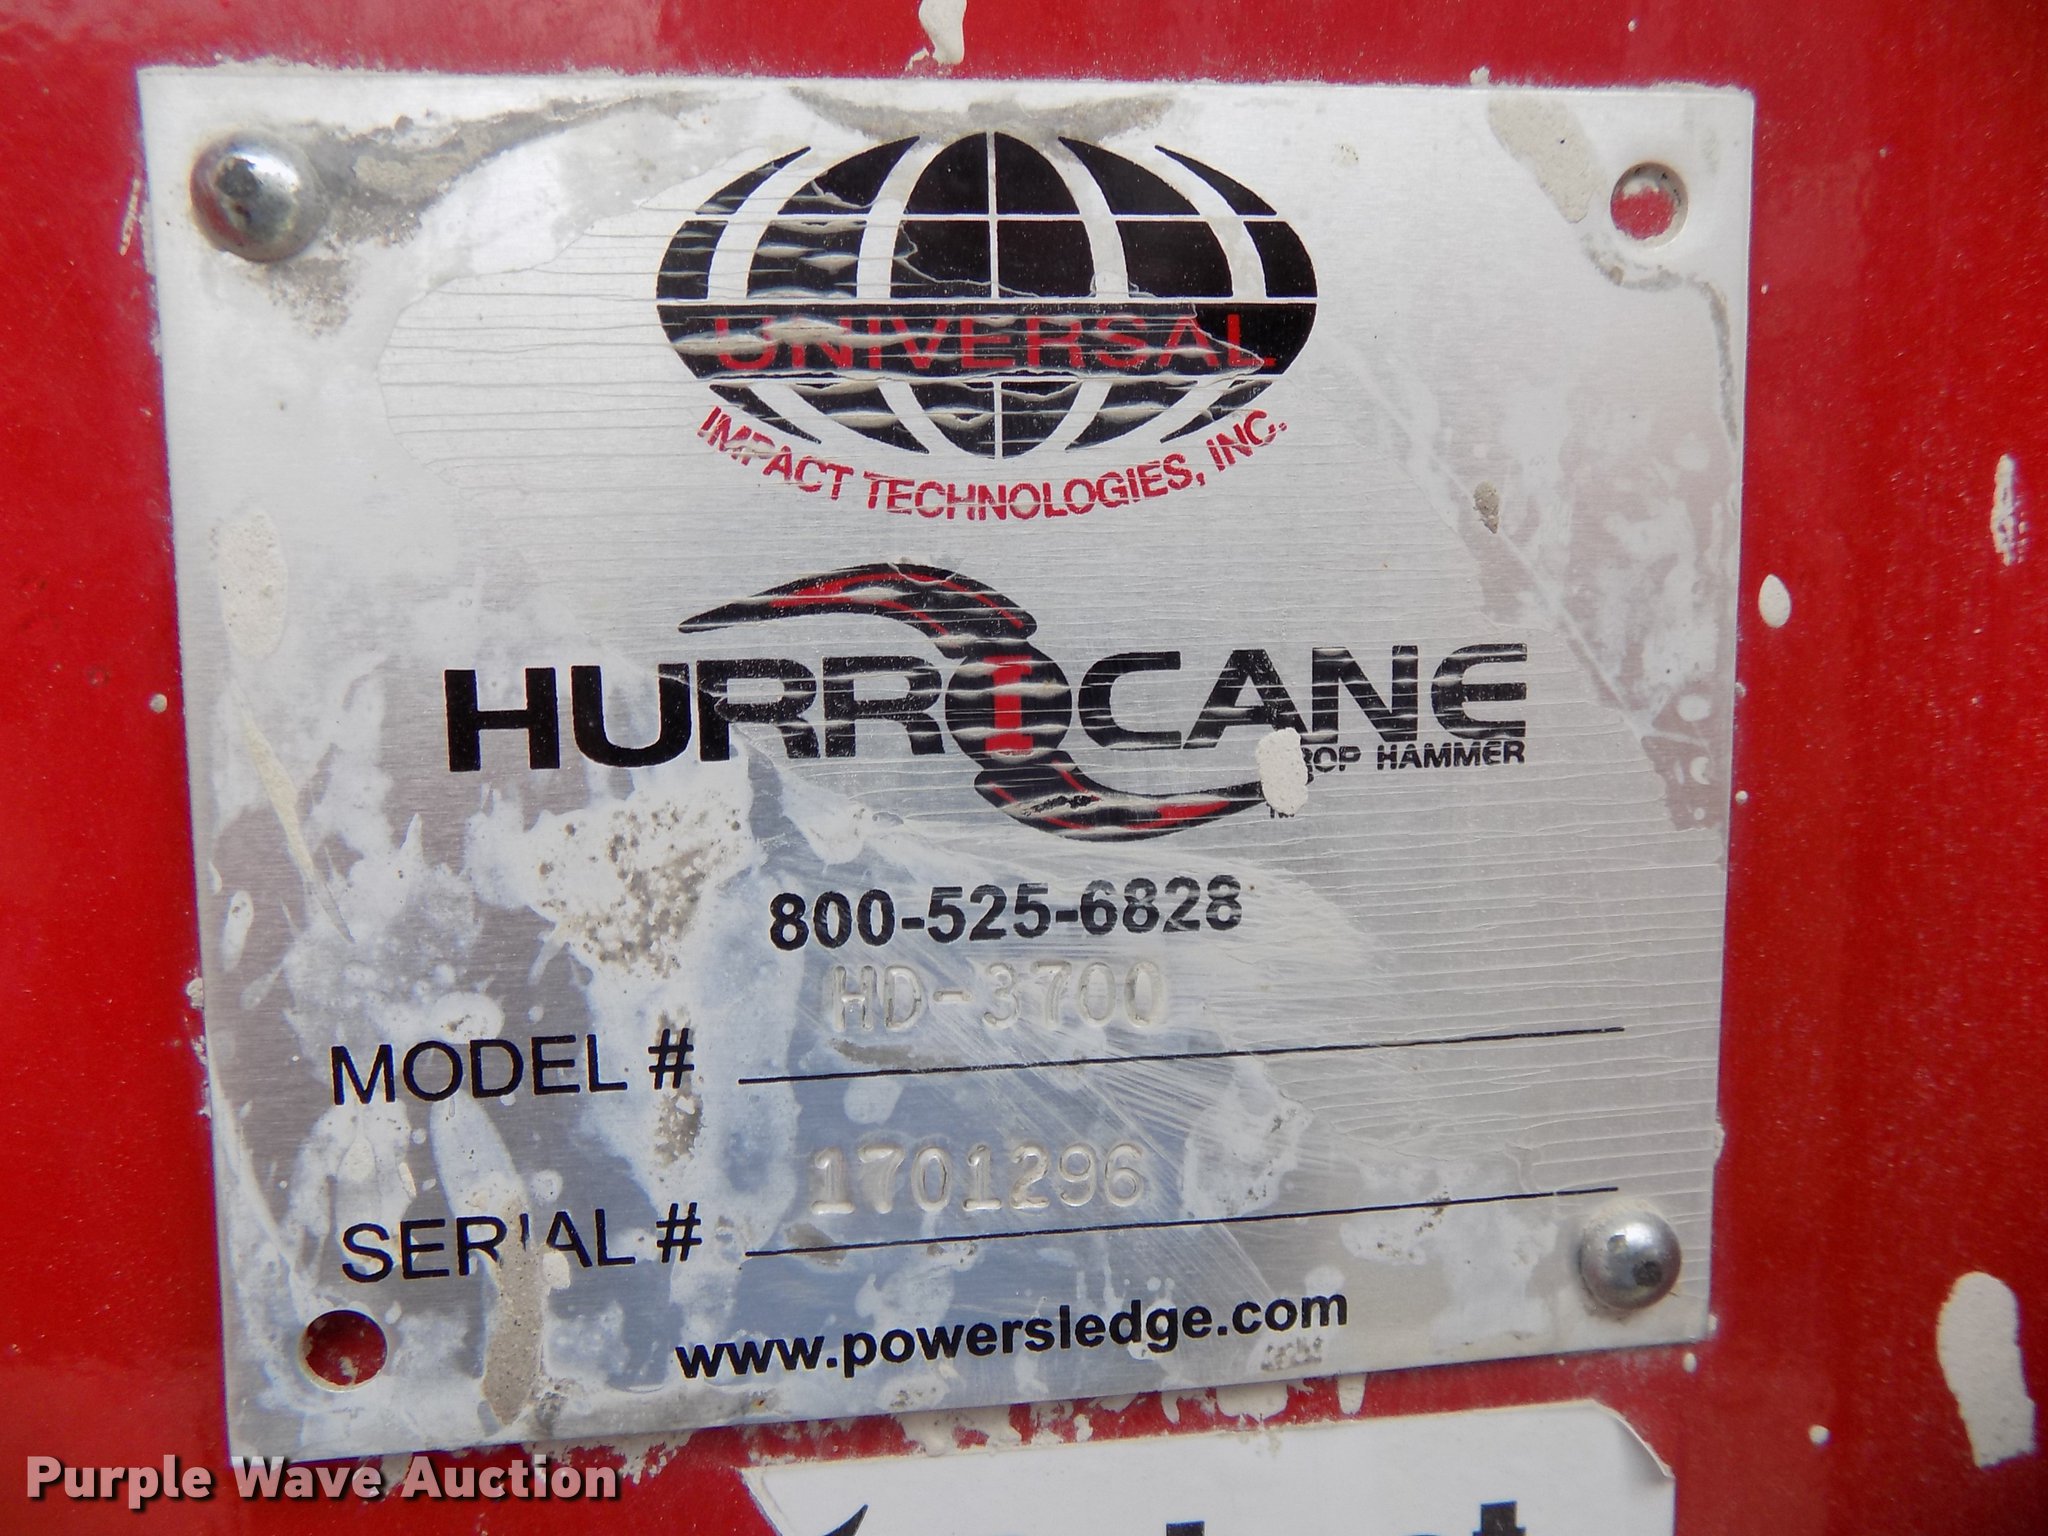 UNIVERSAL
IMPACT TECHNOLOGIES, INC.
HURRICANE
HAMMER
800-525-6828
HD-3700
MODEL #
1701296
SERIAL #
www.powersledge.com
Purple Wave Auction